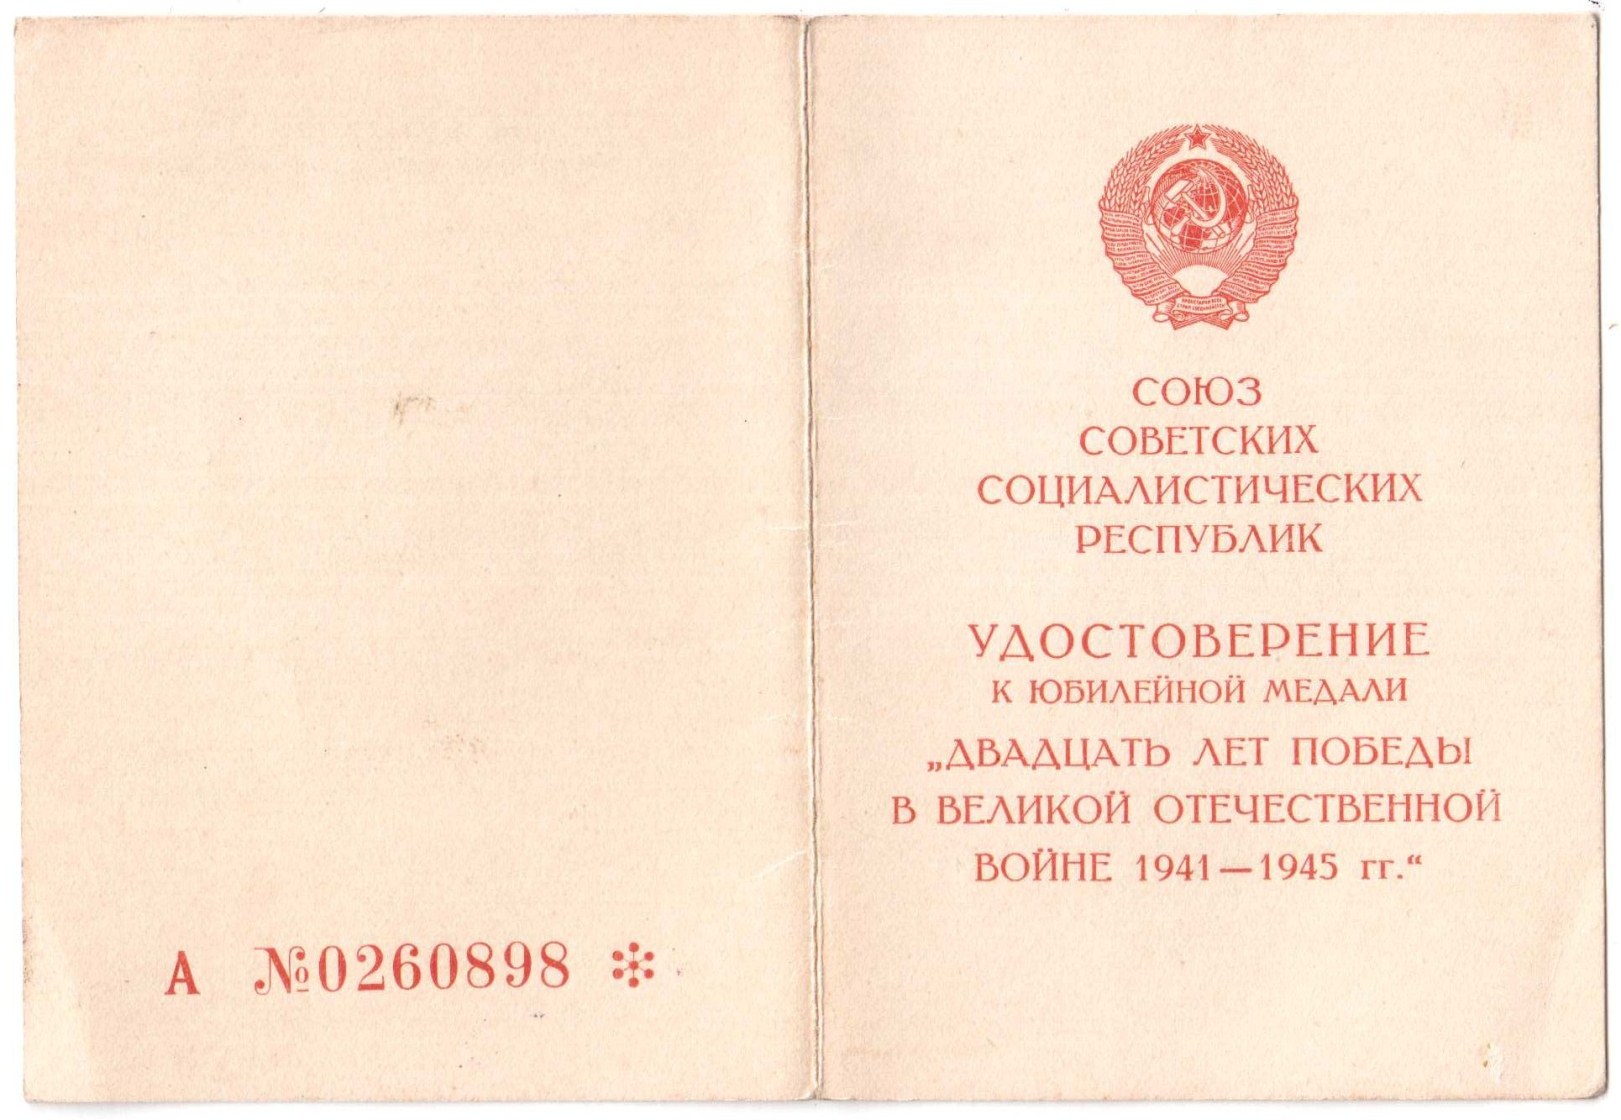 А №0260898
СОЮЗ
СОВЕТСКИХ
СОЦИАЛИСТИЧЕСКИХ
РЕСПУБЛИК
УДОСТОВЕРЕНИЕ
К ЮБИЛЕЙНОЙ МЕДАЛИ
„ДВАДЦАТЬ ЛЕТ ПОБЕДЫ
В ВЕЛИКОЙ ОТЕЧЕСТВЕННОЙ
ВОЙНЕ 1941—1945 гг.“